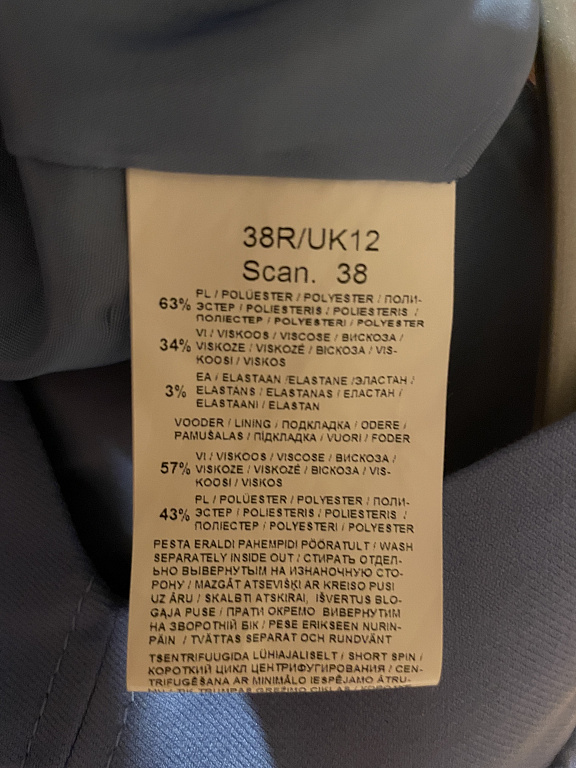 38R/UK12
Scan. 38
63% PL / POLÜESTER / POLYESTER / ПОЛИ-
ЭСТЕР / POLIESTERIS / POLIESTERIS /
ПОЛІЕСТЕР / POLYESTERI / POLYESTER
34% VI / VISKOOS / VISCOSE / ВИСКОЗА /
VISKOZE / VISKOZĖ / ВІСКОЗА / VIS-
KOOSI / VISKOS
3% EA / ELASTAAN /ELASTANE /ЭЛАСТАН /
ELASTĀNS / ELASTANAS / ЕЛАСТАН /
ELASTAANI / ELASTAN
VOODER / LINING / ПОДКЛАДКА / ODERE /
PAMUŠALAS / ПІДКЛАДКА / VUORI / FODER
57% VI / VISKOOS / VISCOSE / ВИСКОЗА /
VISKOZE / VISKOZĖ / ВІСКОЗА / VIS-
KOOSI / VISKOS
43% PL / POLÜESTER / POLYESTER / ПОЛИ-
ЭСТЕР / POLIESTERIS / POLIESTERIS /
ПОЛІЕСТЕР / POLYESTERI / POLYESTER
PESTA ERALDI PAHEMPIDI PÖÖRATULT / WASH
SEPARATELY INSIDE OUT / СТИРАТЬ ОТДЕЛ-
ЬНО ВЫВЕРНУТЫМ НА ИЗНАНОЧНУЮ СТО-
РОНУ / MAZGĀT ATSEVIŠĶI AR KREISO PUSI
UZ ĀRU / SKALBTI ATSKIRAI, IŠVERTUS BLO-
GĄJA PUSE / ПРАТИ ОКРЕМО ВИВЕРНУТИМ
НА ЗВОРОТНІЙ БІК / PESE ERIKSEEN NURIN-
PÄIN / TVÄTTAS SEPARAT OCH RUNDVÄNT
TSENTRIFUUGIDA LÜHIAJALISELT / SHORT SPIN /
КОРОТКИЙ ЦИКЛ ЦЕНТРИФУГИРОВАНИЯ / CEN-
TRIFUGĒŠANA AR MINIMĀLO IESPĒJAMO ĀTRU-